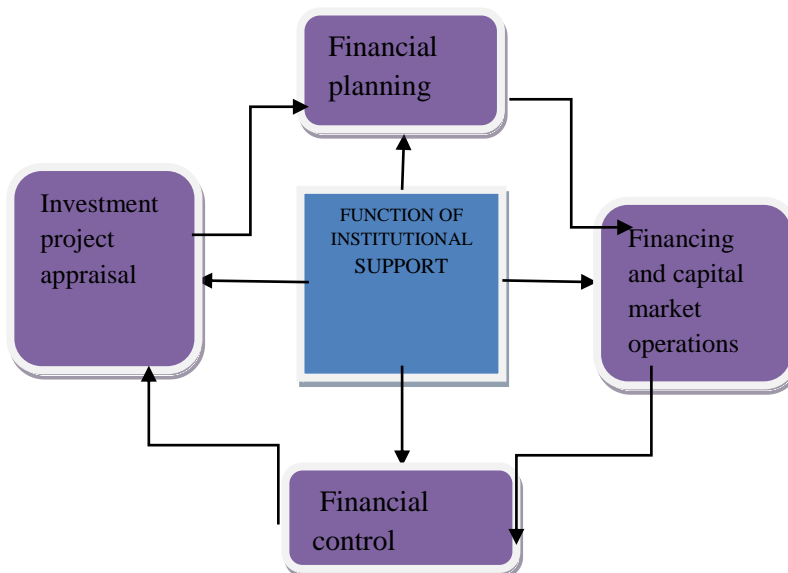 Financial
planning
Investment
project
appraisal
FUNCTION OF
INSTITUTIONAL
SUPPORT
Financing
and capital
market
operations
Financial
control